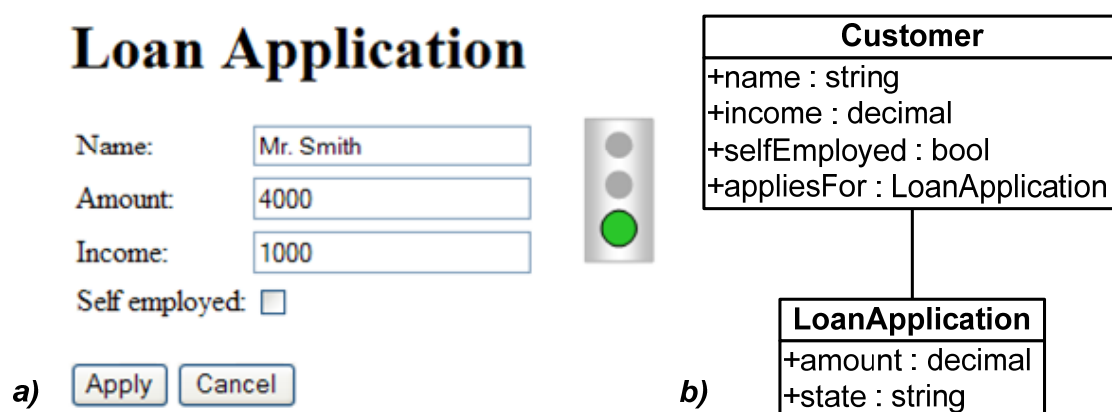 Loan Application
Name: Mr. Smith
Amount: 4000
Income: 1000
Self employed:
Apply Cancel
a)
Customer
+name : string
+income : decimal
+selfEmployed : bool
+appliesFor : LoanApplication
LoanApplication
+amount : decimal
+state : string
b)